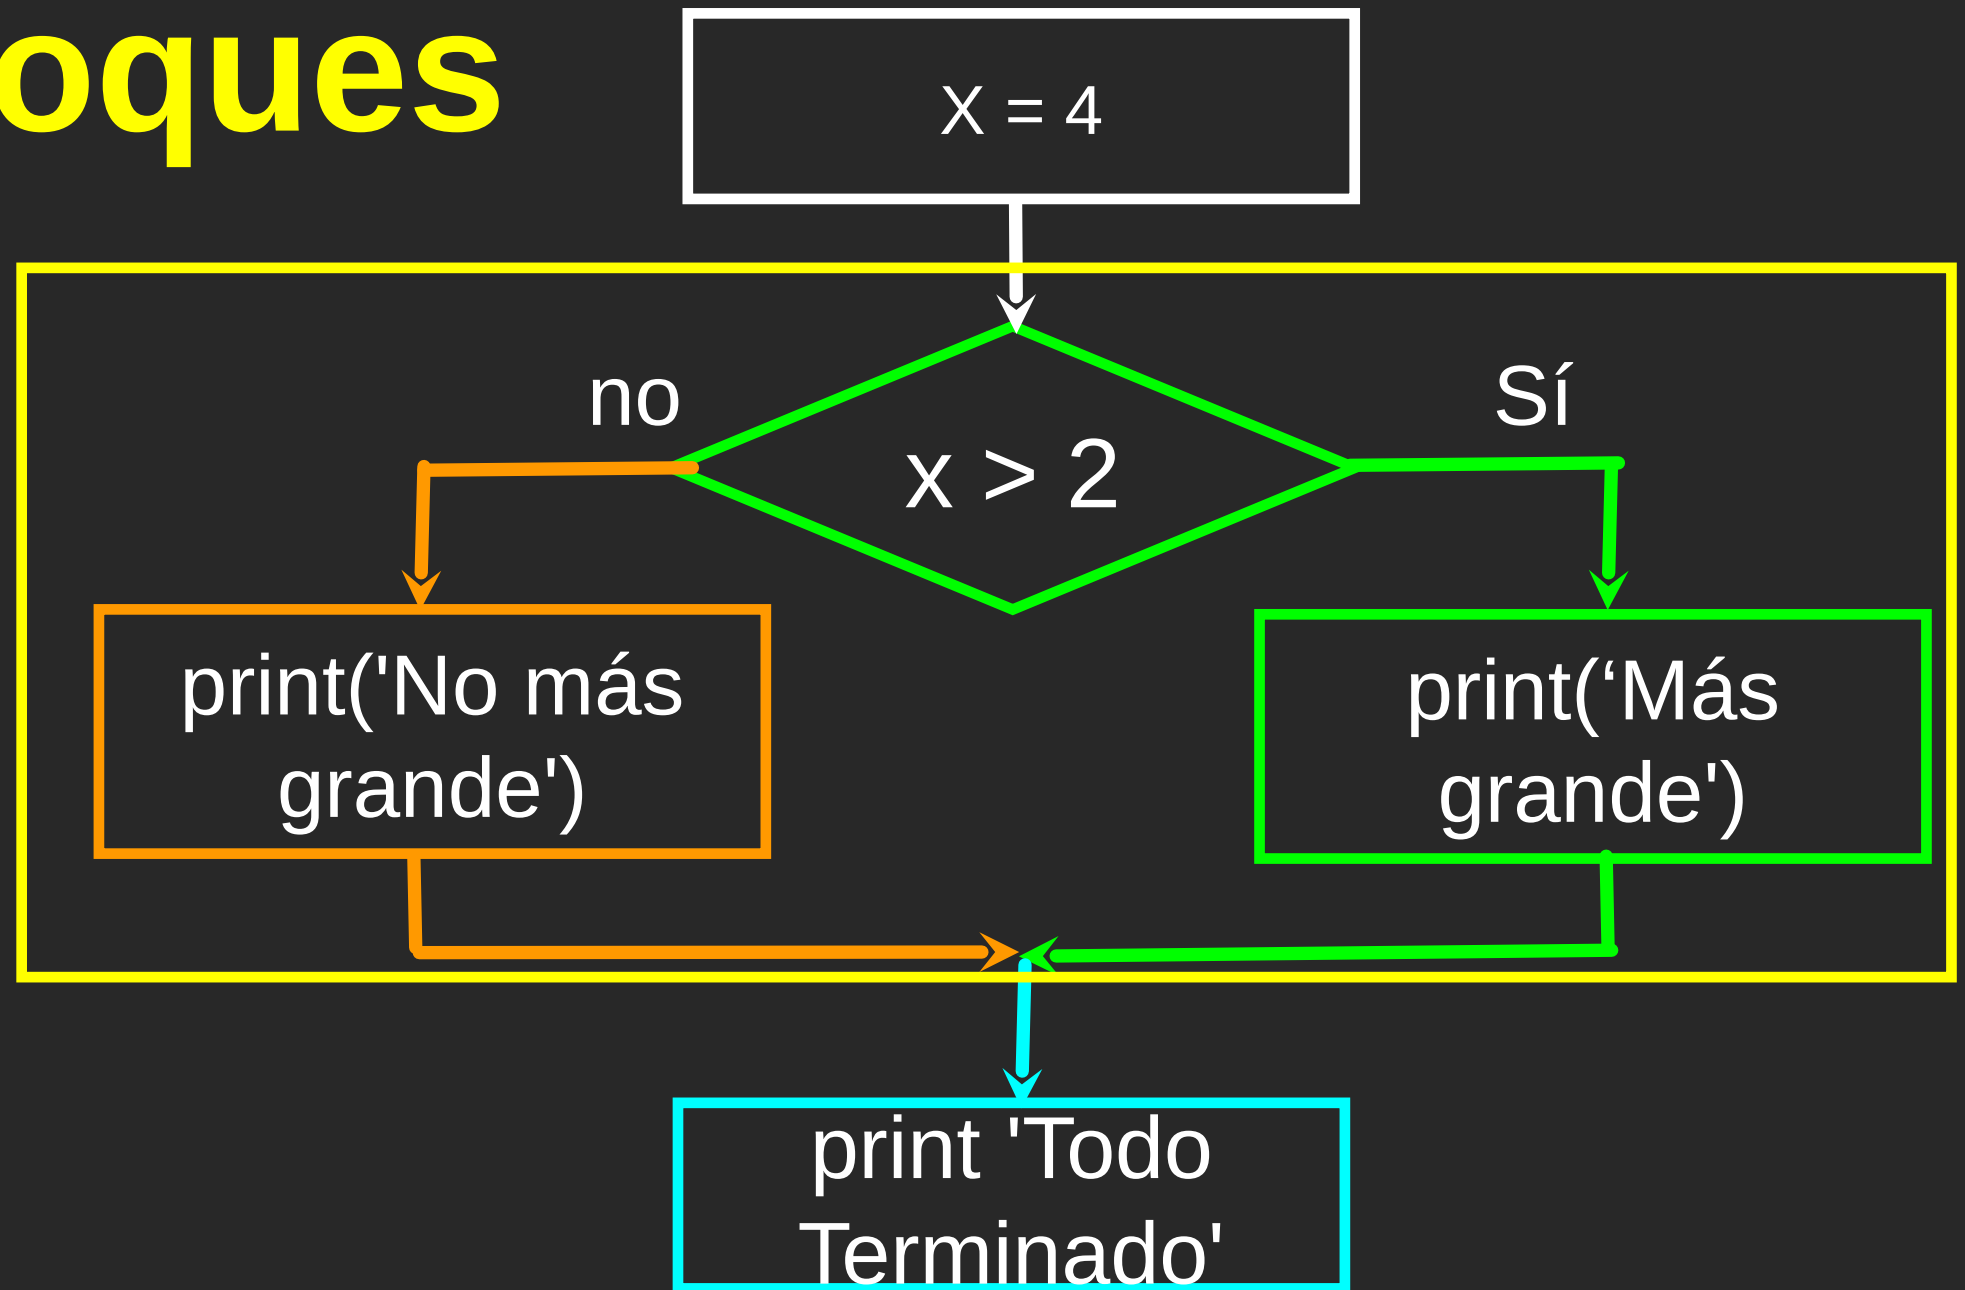 oques
X = 4
no
Sí
x > 2
print('No más
grande')
print(‘Más
grande')
print 'Todo
Terminado'